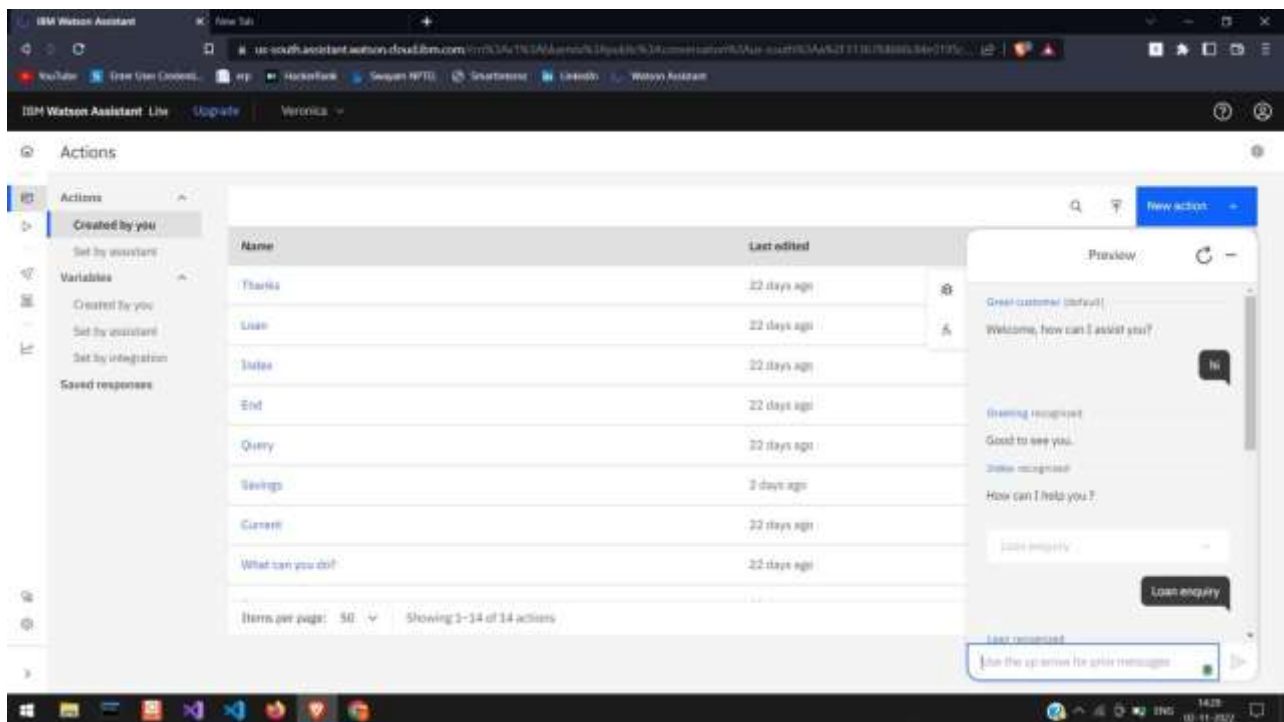 IBM Watson Assistant
New Tab
YouTube
erp
HackerRank
Swayam NPTEL
LinkedIn
Watson Assistant
IBM Watson Assistant Lite Upgrade Veronica
Actions
Actions
Created by you
Set by assistant
Variables
Created by you
Set by assistant
Set by integration
Saved responses
New action
Name Last edited
Thanks 22 days ago
Loan 22 days ago
22 days ago
End 22 days ago
Query 22 days ago
Savings 2 days ago
Current 22 days ago
What can you do? 22 days ago
Items per page: 50 Showing 1–14 of 14 actions
Preview
Greet customer (default)
Welcome, how can I assist you?
hi
Greeting recognized
Good to see you.
recognized
How can I help you ?
Loan enquiry
Loan enquiry
Loan recognized
Use the up arrow for prior messages
ENG